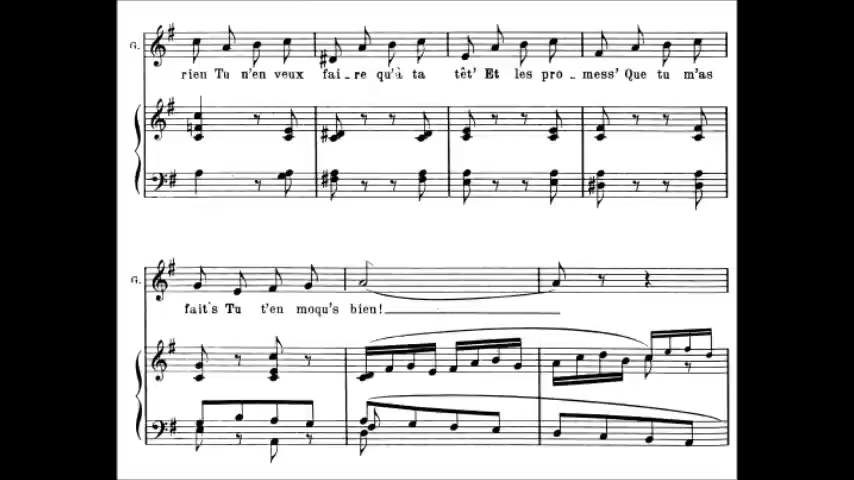 G.
rien Tu n'en veux fai_re qu'à ta têt' Et les pro_mess' Que tu m'as
G.
fait's Tu t'en moqu's bien!